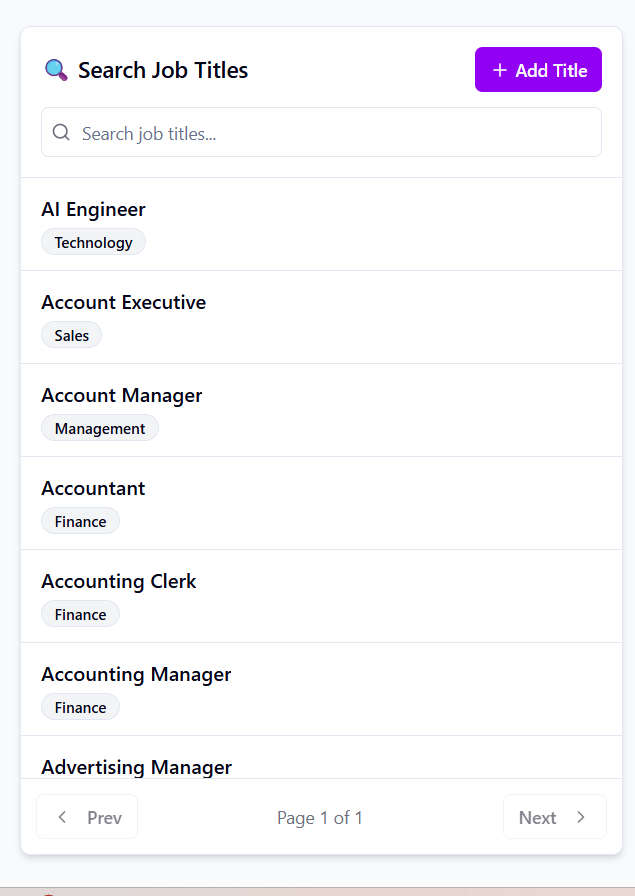 Search Job Titles
+ Add Title
Search job titles...
AI Engineer
Technology
Account Executive
Sales
Account Manager
Management
Accountant
Finance
Accounting Clerk
Finance
Accounting Manager
Finance
Advertising Manager
< Prev
Page 1 of 1
Next >